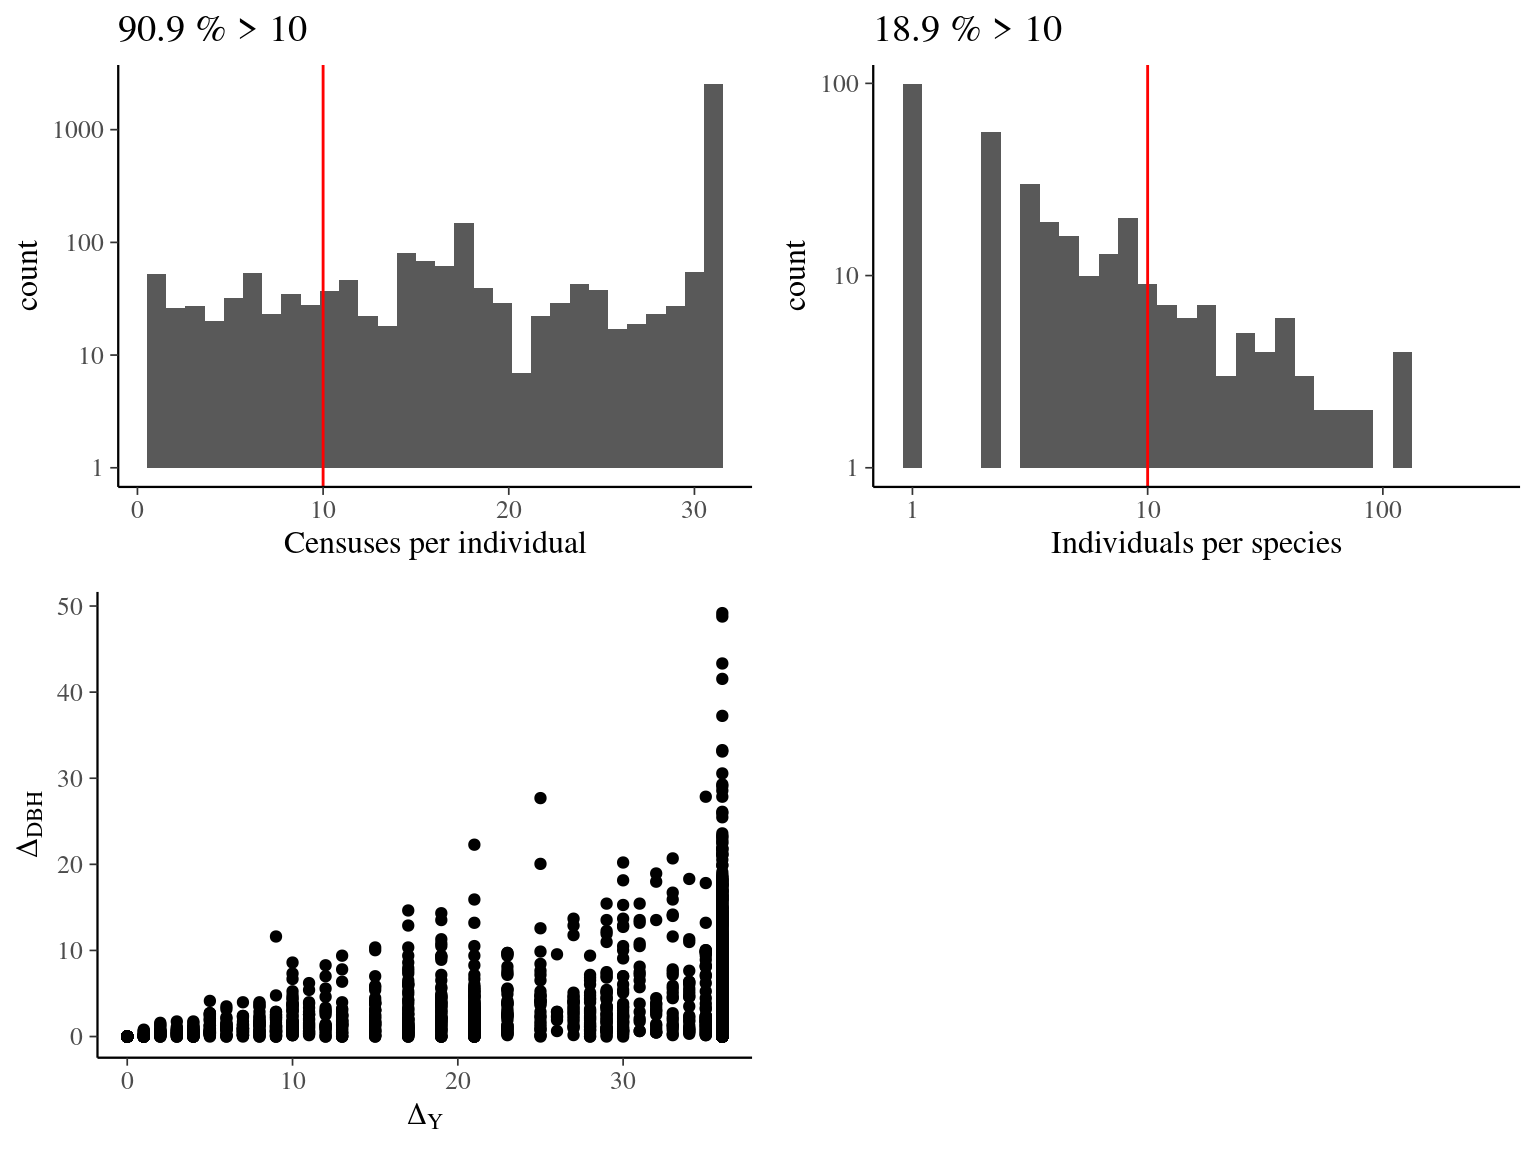 90.9 % > 10
1000
100
10
1
count
0 10 20 30
Censuses per individual
18.9 % > 10
100
10
1
count
1 10 100
Individuals per species
50
40
30
20
10
0
ΔDBH
0 10 20 30
ΔY